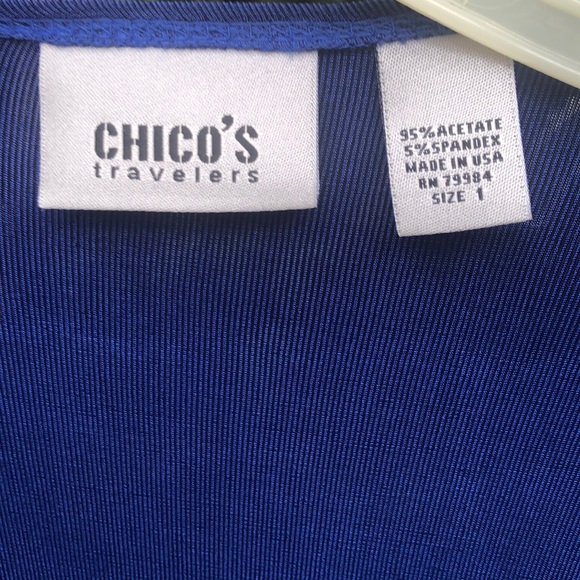 CHICO'S
travelers
95% ACETATE
5% SPANDEX
MADE IN USA
RN 79984
SIZE 1